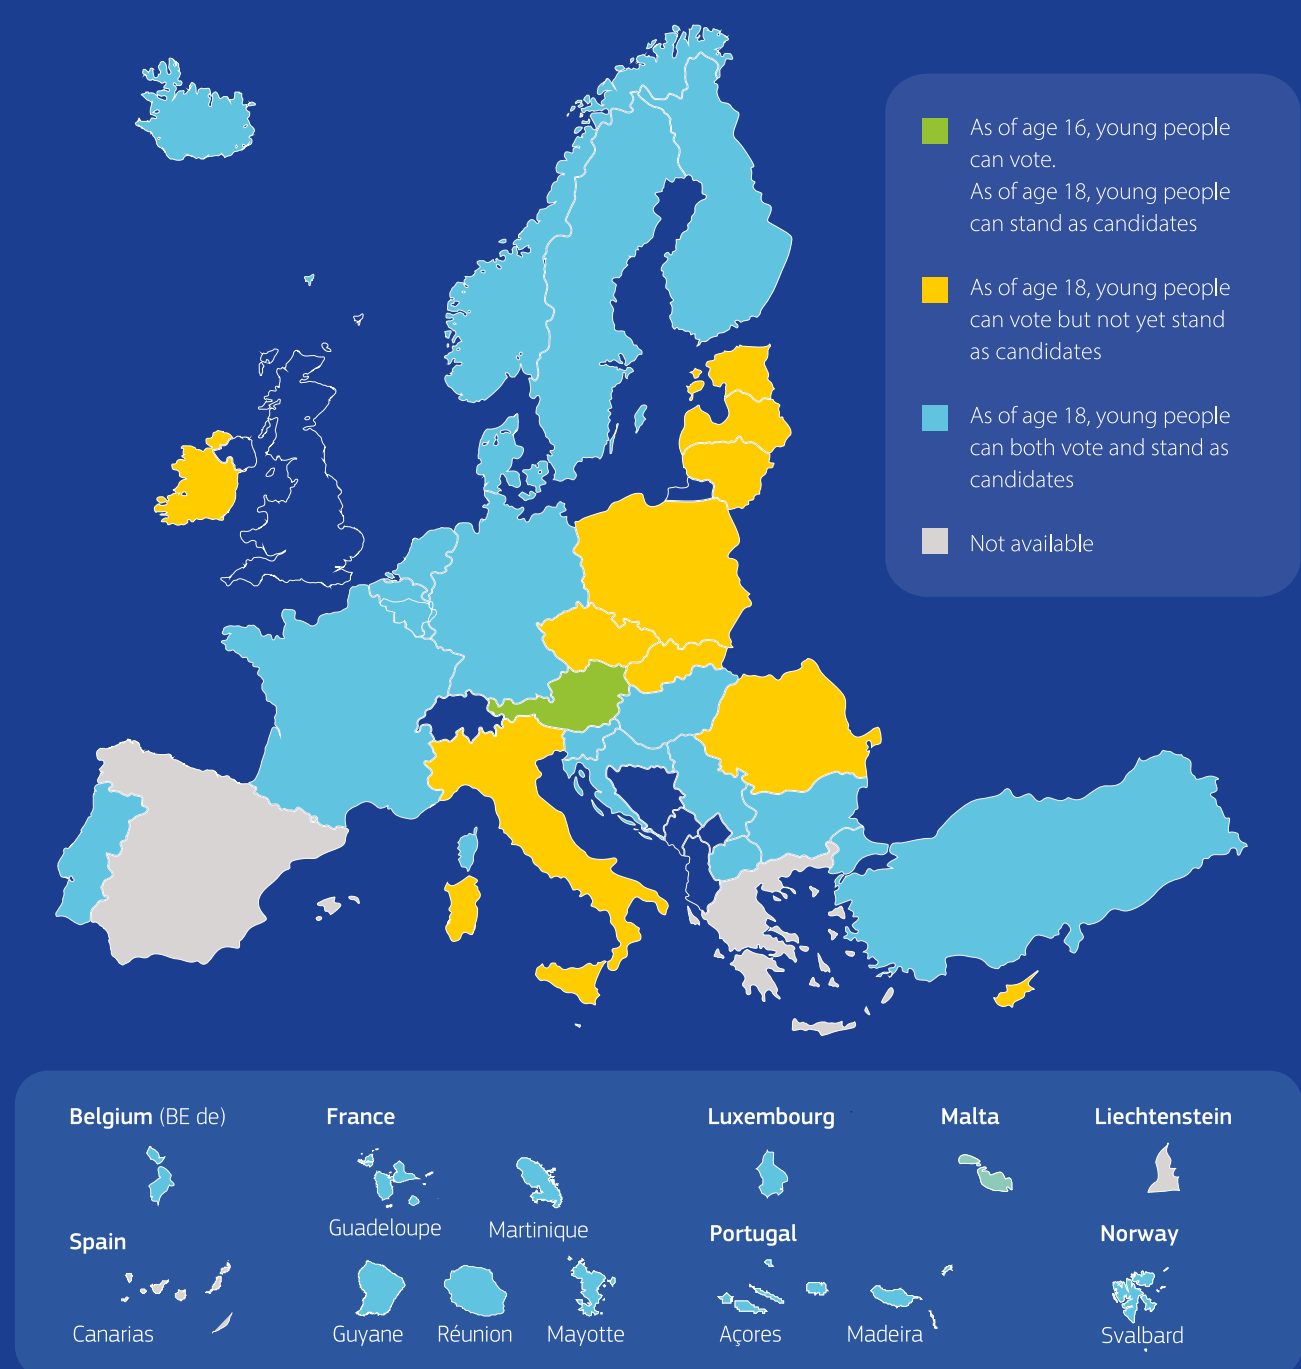 As of age 16, young people
can vote.
As of age 18, young people
can stand as candidates
As of age 18, young people
can vote but not yet stand
as candidates
As of age 18, young people
can both vote and stand as
candidates
Not available
Belgium (BE de)
France
Luxembourg
Malta
Liechtenstein
Guadeloupe
Martinique
Spain
Portugal
Norway
Canarias
Guyane
Réunion
Mayotte
Açores
Madeira
Svalbard